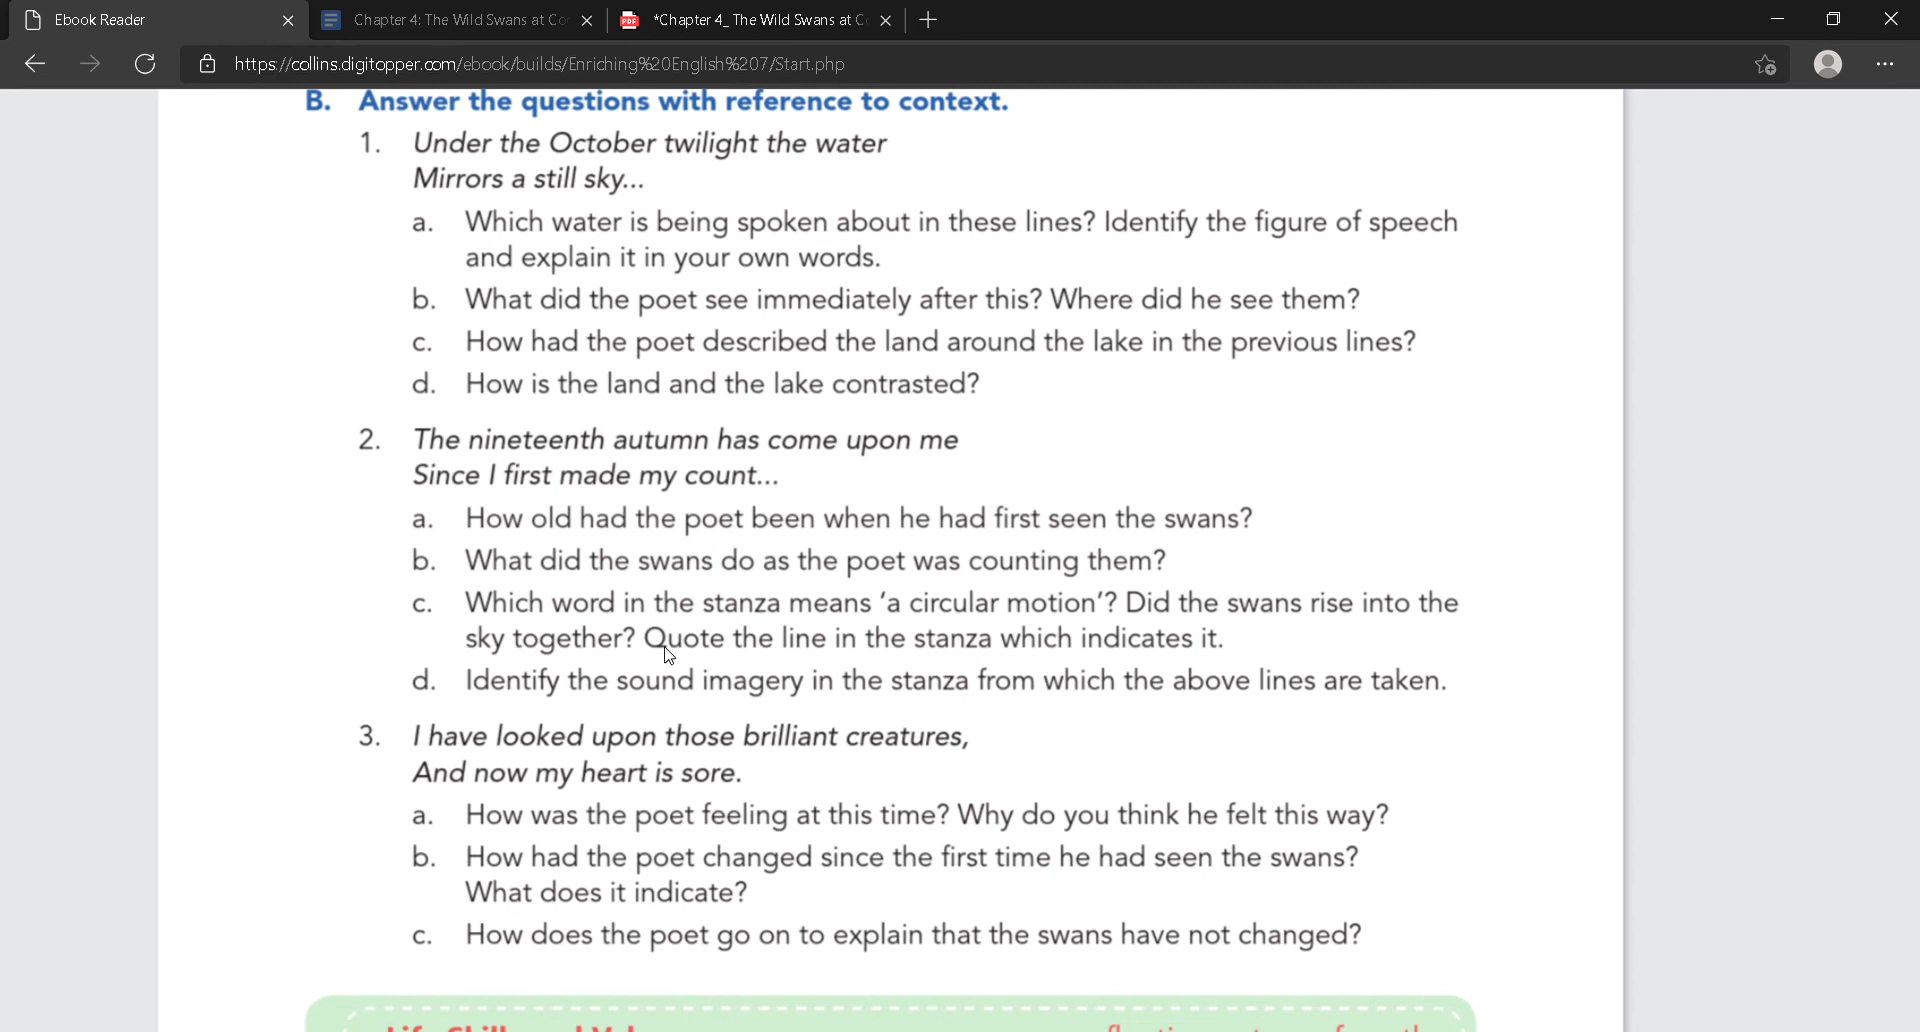 Ebook Reader
Chapter 4: The Wild Swans at Co
*Chapter 4_ The Wild Swans at C
https://collins.digitopper.com/ebook/builds/Enriching%20English%207/Start.php
B. Answer the questions with reference to context.
1. Under the October twilight the water
Mirrors a still sky...
a. Which water is being spoken about in these lines? Identify the figure of speech
and explain it in your own words.
b. What did the poet see immediately after this? Where did he see them?
c. How had the poet described the land around the lake in the previous lines?
d. How is the land and the lake contrasted?
2. The nineteenth autumn has come upon me
Since I first made my count...
a. How old had the poet been when he had first seen the swans?
b. What did the swans do as the poet was counting them?
c. Which word in the stanza means ‘a circular motion’? Did the swans rise into the
sky together? Quote the line in the stanza which indicates it.
d. Identify the sound imagery in the stanza from which the above lines are taken.
3. I have looked upon those brilliant creatures,
And now my heart is sore.
a. How was the poet feeling at this time? Why do you think he felt this way?
b. How had the poet changed since the first time he had seen the swans?
What does it indicate?
c. How does the poet go on to explain that the swans have not changed?